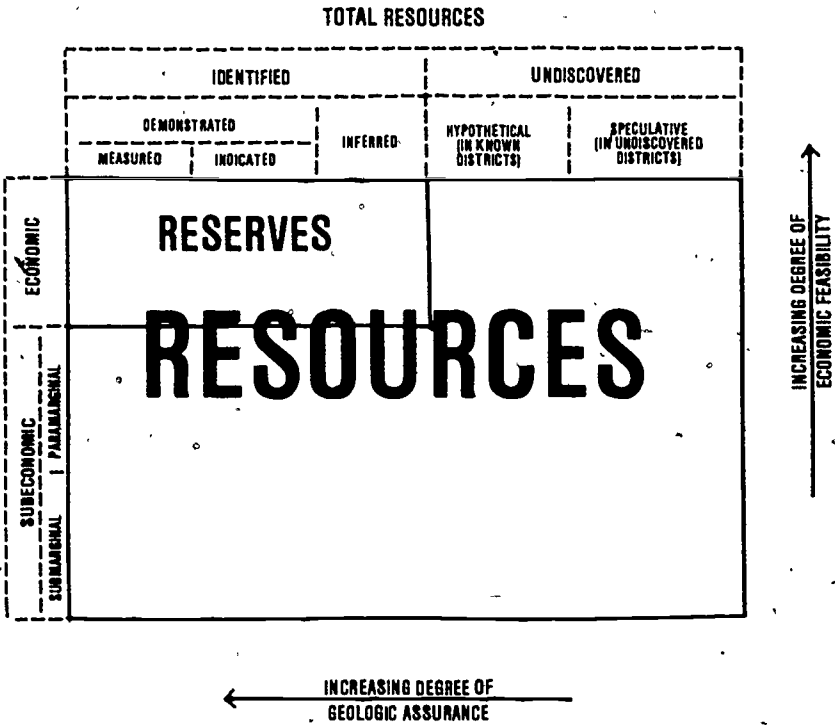 TOTAL RESOURCES
IDENTIFIED
UNDISCOVERED
DEMONSTRATED
MEASURED
INDICATED
INFERRED
HYPOTHETICAL
(IN KNOWN
DISTRICTS)
SPECULATIVE
(IN UNDISCOVERED
DISTRICTS)
ECONOMIC
SUBECONOMIC
PARAMARGINAL
SUBMARGINAL
RESERVES
RESOURCES
INCREASING DEGREE OF
ECONOMIC FEASIBILITY
INCREASING DEGREE OF
GEOLOGIC ASSURANCE